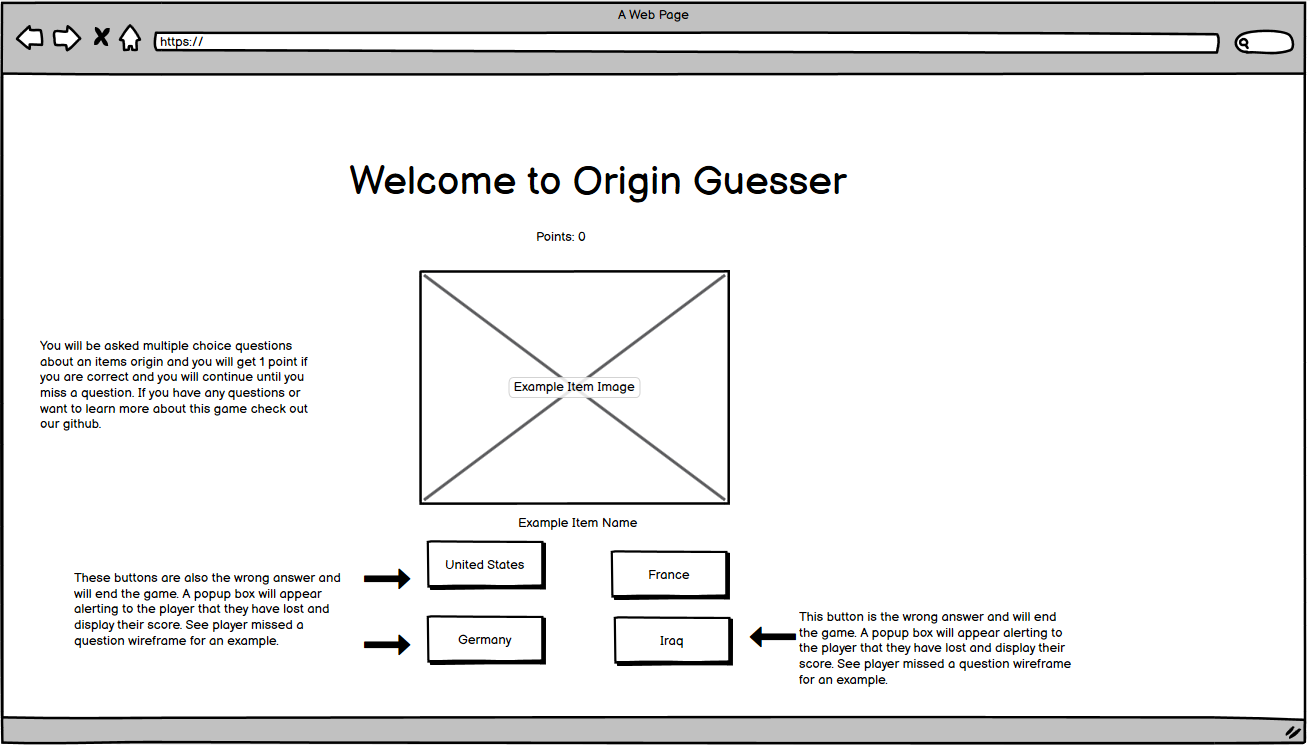 A Web Page
https://
Welcome to Origin Guesser
Points: 0
You will be asked multiple choice questions
about an items origin and you will get 1 point if
you are correct and you will continue until you
miss a question. If you have any questions or
want to learn more about this game check out
our github.
Example Item Image
Example Item Name
United States
France
These buttons are also the wrong answer and
will end the game. A popup box will appear
alerting to the player that they have lost and
display their score. See player missed a
question wireframe for an example.
Germany
Iraq
This button is the wrong answer and will end
the game. A popup box will appear alerting to
the player that they have lost and display their
score. See player missed a question wireframe
for an example.